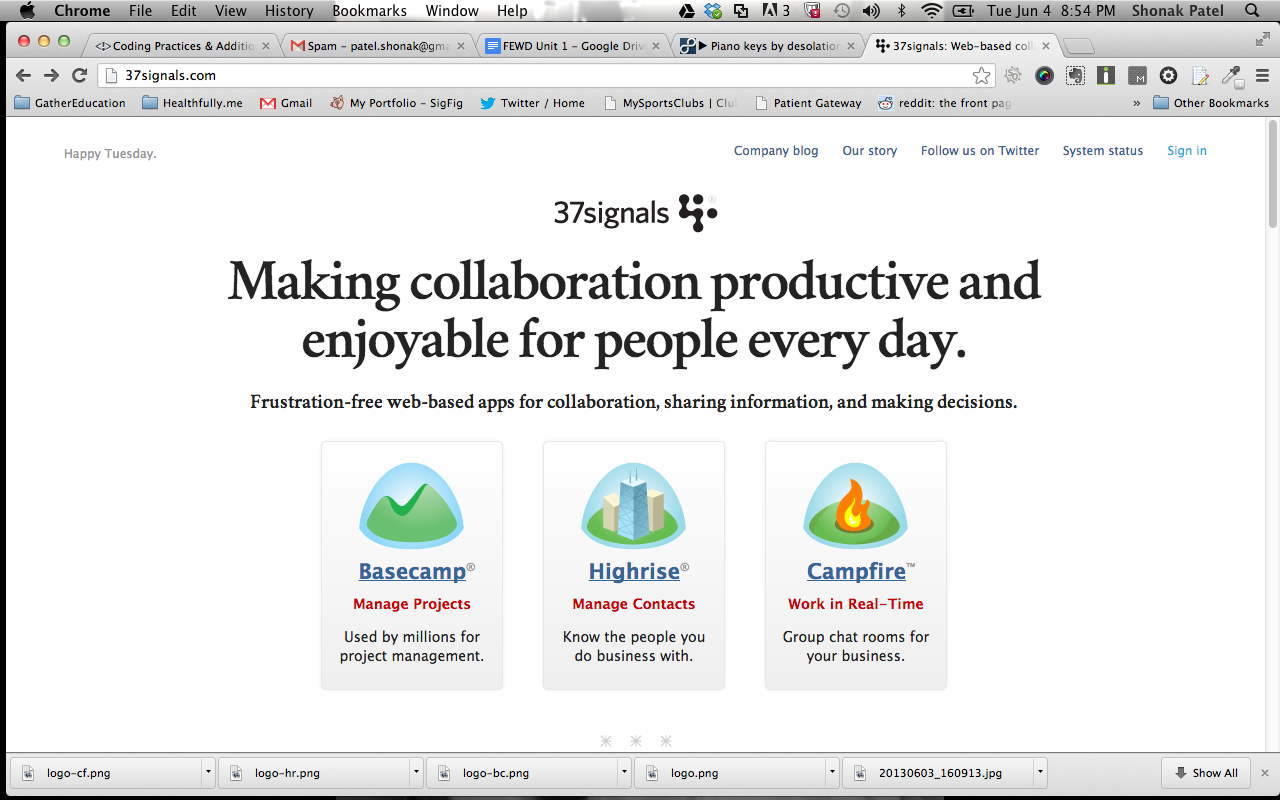 Chrome File Edit View History Bookmarks Window Help 3 Tue Jun 4 8:54 PM Shonak Patel
Coding Practices & Additio Spam – patel.shonak@gma FEWD Unit 1 – Google Driv ▶ Piano keys by desolation 37signals: Web-based coll
37signals.com
GatherEducation Healthfully.me Gmail My Portfolio – SigFig Twitter / Home MySportsClubs | Clu Patient Gateway reddit: the front pag » Other Bookmarks
Happy Tuesday.
Company blog Our story Follow us on Twitter System status Sign in
37signals ®
Making collaboration productive and
enjoyable for people every day.
Frustration-free web-based apps for collaboration, sharing information, and making decisions.
Basecamp®
Manage Projects
Used by millions for
project management.
Highrise®
Manage Contacts
Know the people you
do business with.
Campfire™
Work in Real-Time
Group chat rooms for
your business.
logo-cf.png logo-hr.png logo-bc.png logo.png 20130603_160913.jpg Show All